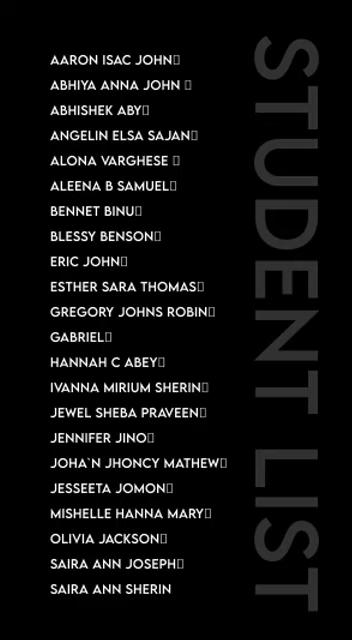 AARON ISAC JOHN▯
ABHIYA ANNA JOHN ▯
ABHISHEK ABY▯
ANGELIN ELSA SAJAN▯
ALONA VARGHESE ▯
ALEENA B SAMUEL▯
BENNET BINU▯
BLESSY BENSON▯
ERIC JOHN▯
ESTHER SARA THOMAS▯
GREGORY JOHNS ROBIN▯
GABRIEL▯
HANNAH C ABEY▯
IVANNA MIRIUM SHERIN▯
JEWEL SHEBA PRAVEEN▯
JENNIFER JINO▯
JOHA`N JHONCY MATHEW▯
JESSEETA JOMON▯
MISHELLE HANNA MARY▯
OLIVIA JACKSON▯
SAIRA ANN JOSEPH▯
SAIRA ANN SHERIN
STUDENT LIST